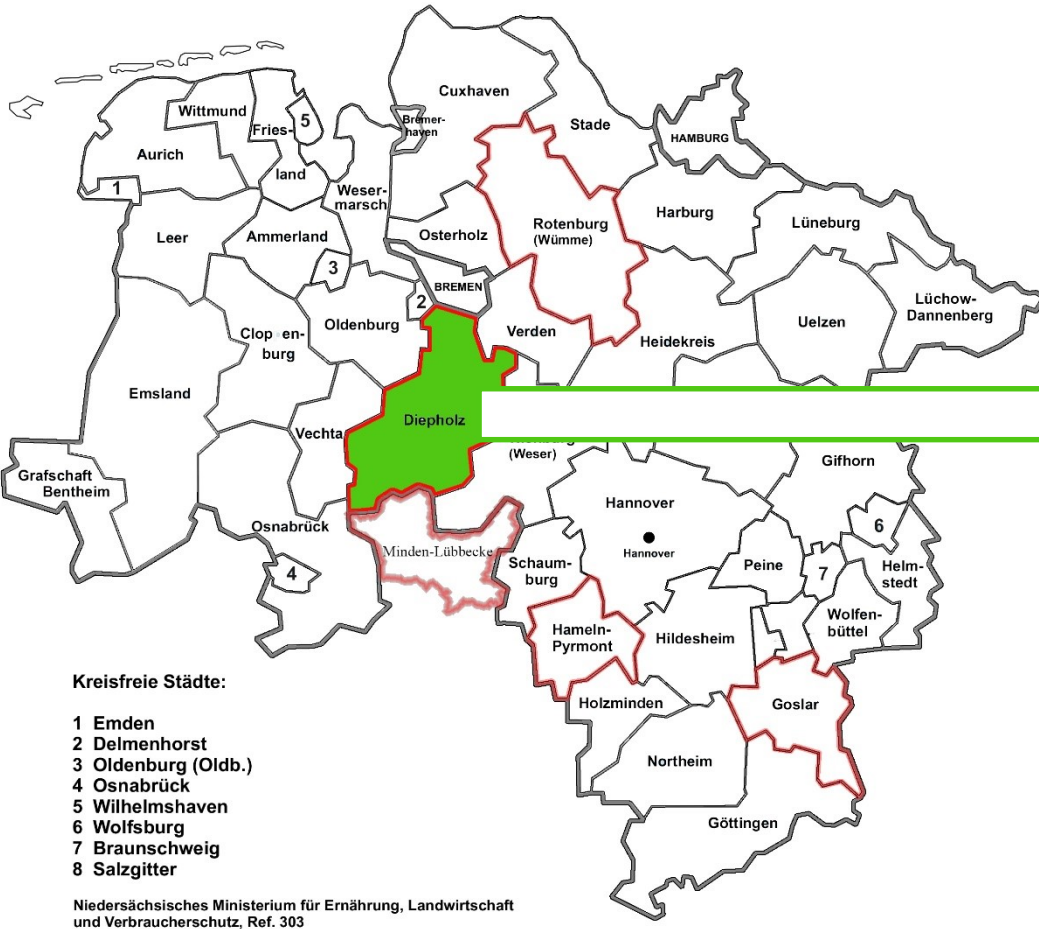 Cuxhaven
Wittmund
Stade
5
Bremer-
haven
Fries-
HAMBURG
Aurich
land
1
Weser-
marsch
Harburg
Lüneburg
Rotenburg
(Wümme)
Leer
Ammerland
Osterholz
3
BREMEN
2
Lüchow-
Dannenberg
Oldenburg
Uelzen
Verden
Clop en-
burg
Heidekreis
Emsland
Diepholz
Vechta
(Weser)
Gifhorn
Grafschaft
Bentheim
Hannover
Osnabrück
6
Hannover
Minden-Lübbecke
Schaum-
burg
Peine
7
Helm-
stedt
4
Wolfen-
büttel
Hameln-
Pyrmont
Hildesheim
Holzminden
Goslar
Northeim
Göttingen
Kreisfreie Städte:
1 Emden
2 Delmenhorst
3 Oldenburg (Oldb.)
4 Osnabrück
5 Wilhelmshaven
6 Wolfsburg
7 Braunschweig
8 Salzgitter
Niedersächsisches Ministerium für Ernährung, Landwirtschaft
und Verbraucherschutz, Ref. 303